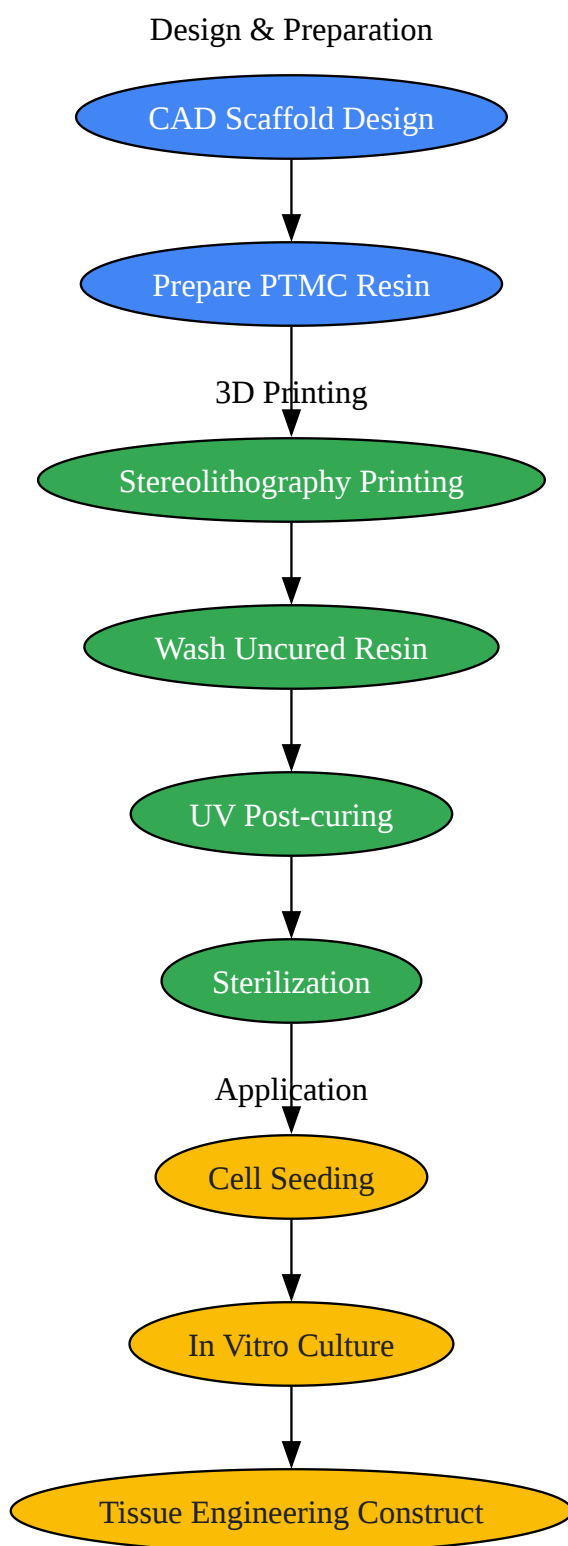 Design & Preparation
CAD Scaffold Design
Prepare PTMC Resin
3D Printing
Stereolithography Printing
Wash Uncured Resin
UV Post-curing
Sterilization
Application
Cell Seeding
In Vitro Culture
Tissue Engineering Construct